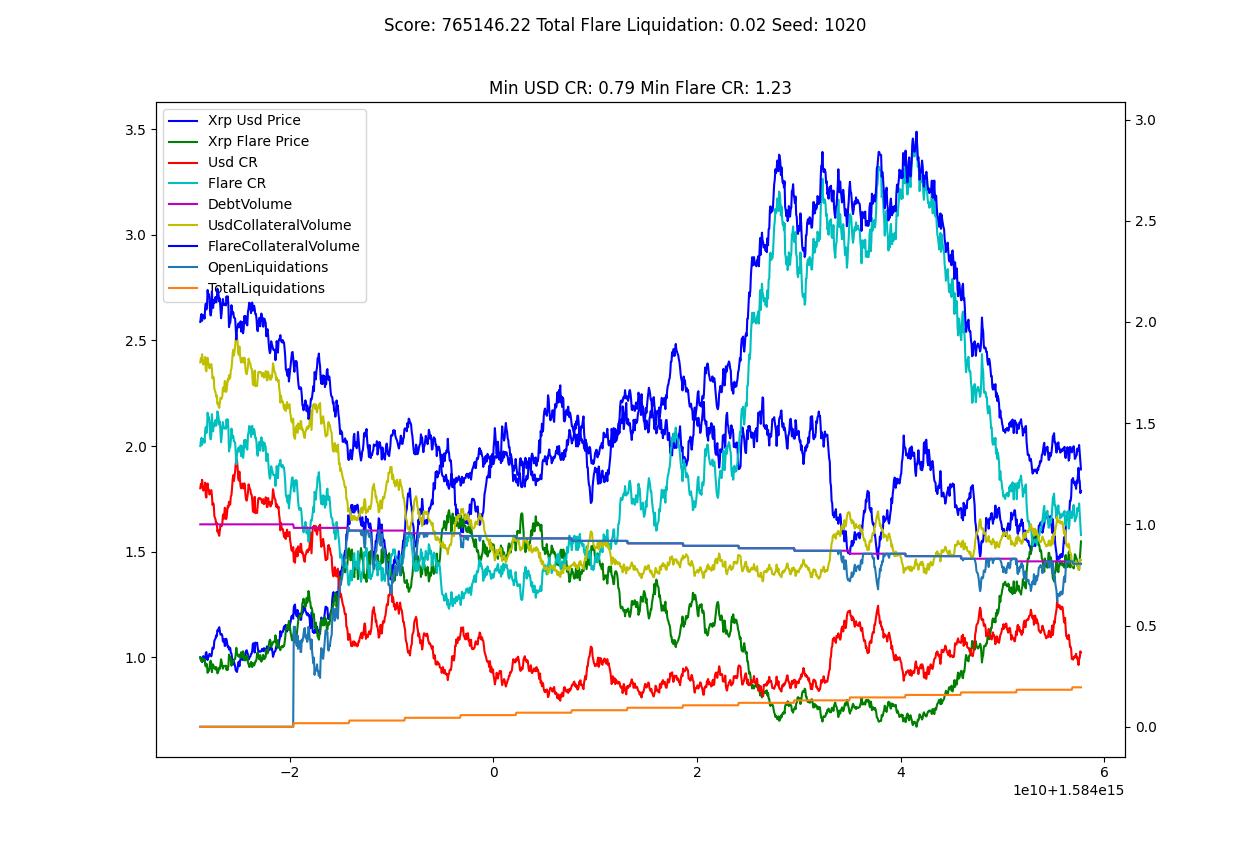 Score: 765146.22 Total Flare Liquidation: 0.02 Seed: 1020
Min USD CR: 0.79 Min Flare CR: 1.23
Xrp Usd Price
Xrp Flare Price
Usd CR
Flare CR
DebtVolume
UsdCollateralVolume
FlareCollateralVolume
OpenLiquidations
TotalLiquidations
3.5
3.0
2.5
2.0
1.5
1.0
3.0
2.5
2.0
1.5
1.0
0.5
0.0
−2
0
2
4
6
1e10+1.584e15